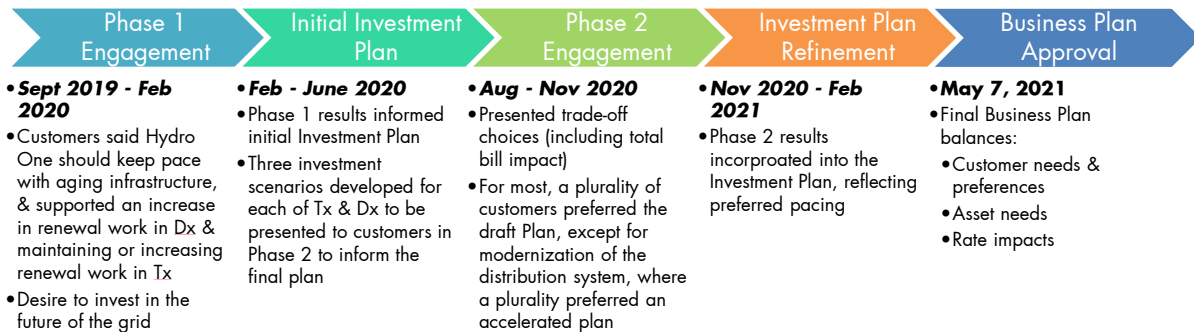 Phase 1
Engagement
Initial Investment
Plan
Phase 2
Engagement
Investment Plan
Refinement
Business Plan
Approval
•Sept 2019 - Feb
2020
•Customers said Hydro
One should keep pace
with aging infrastructure,
& supported an increase
in renewal work in Dx &
maintaining or increasing
renewal work in Tx
•Desire to invest in the
future of the grid
•Feb - June 2020
•Phase 1 results informed
initial Investment Plan
•Three investment
scenarios developed for
each of Tx & Dx to be
presented to customers in
Phase 2 to inform the
final plan
•Aug - Nov 2020
•Presented trade-off
choices (including total
bill impact)
•For most, a plurality of
customers preferred the
draft Plan, except for
modernization of the
distribution system, where
a plurality preferred an
accelerated plan
•Nov 2020 - Feb
2021
•Phase 2 results
incorproated into the
Investment Plan, reflecting
preferred pacing
•May 7, 2021
•Final Business Plan
balances:
•Customer needs &
preferences
•Asset needs
•Rate impacts